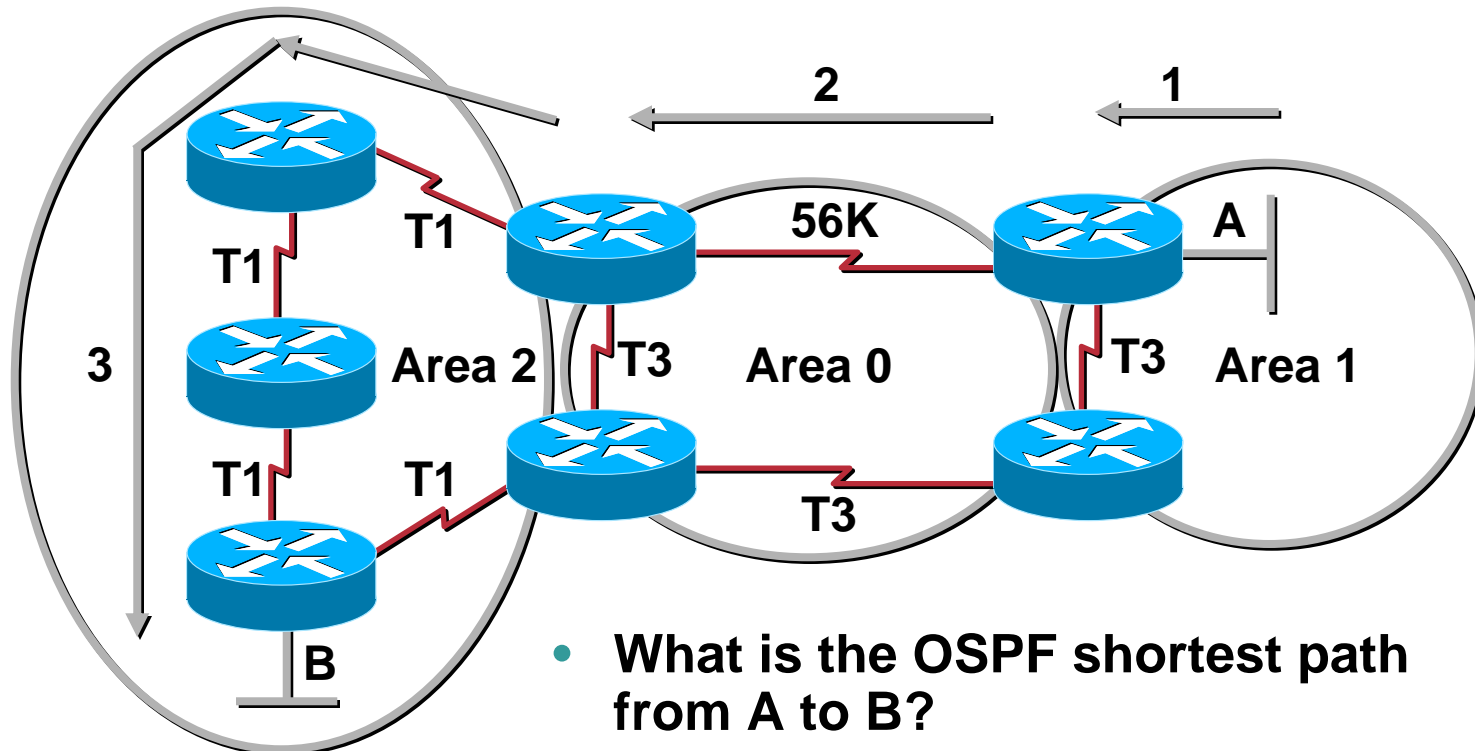 2
1
56K
A
T1
T1
3
Area 2
T3
Area 0
T3
Area 1
T1
T1
T3
B
• What is the OSPF shortest path
from A to B?